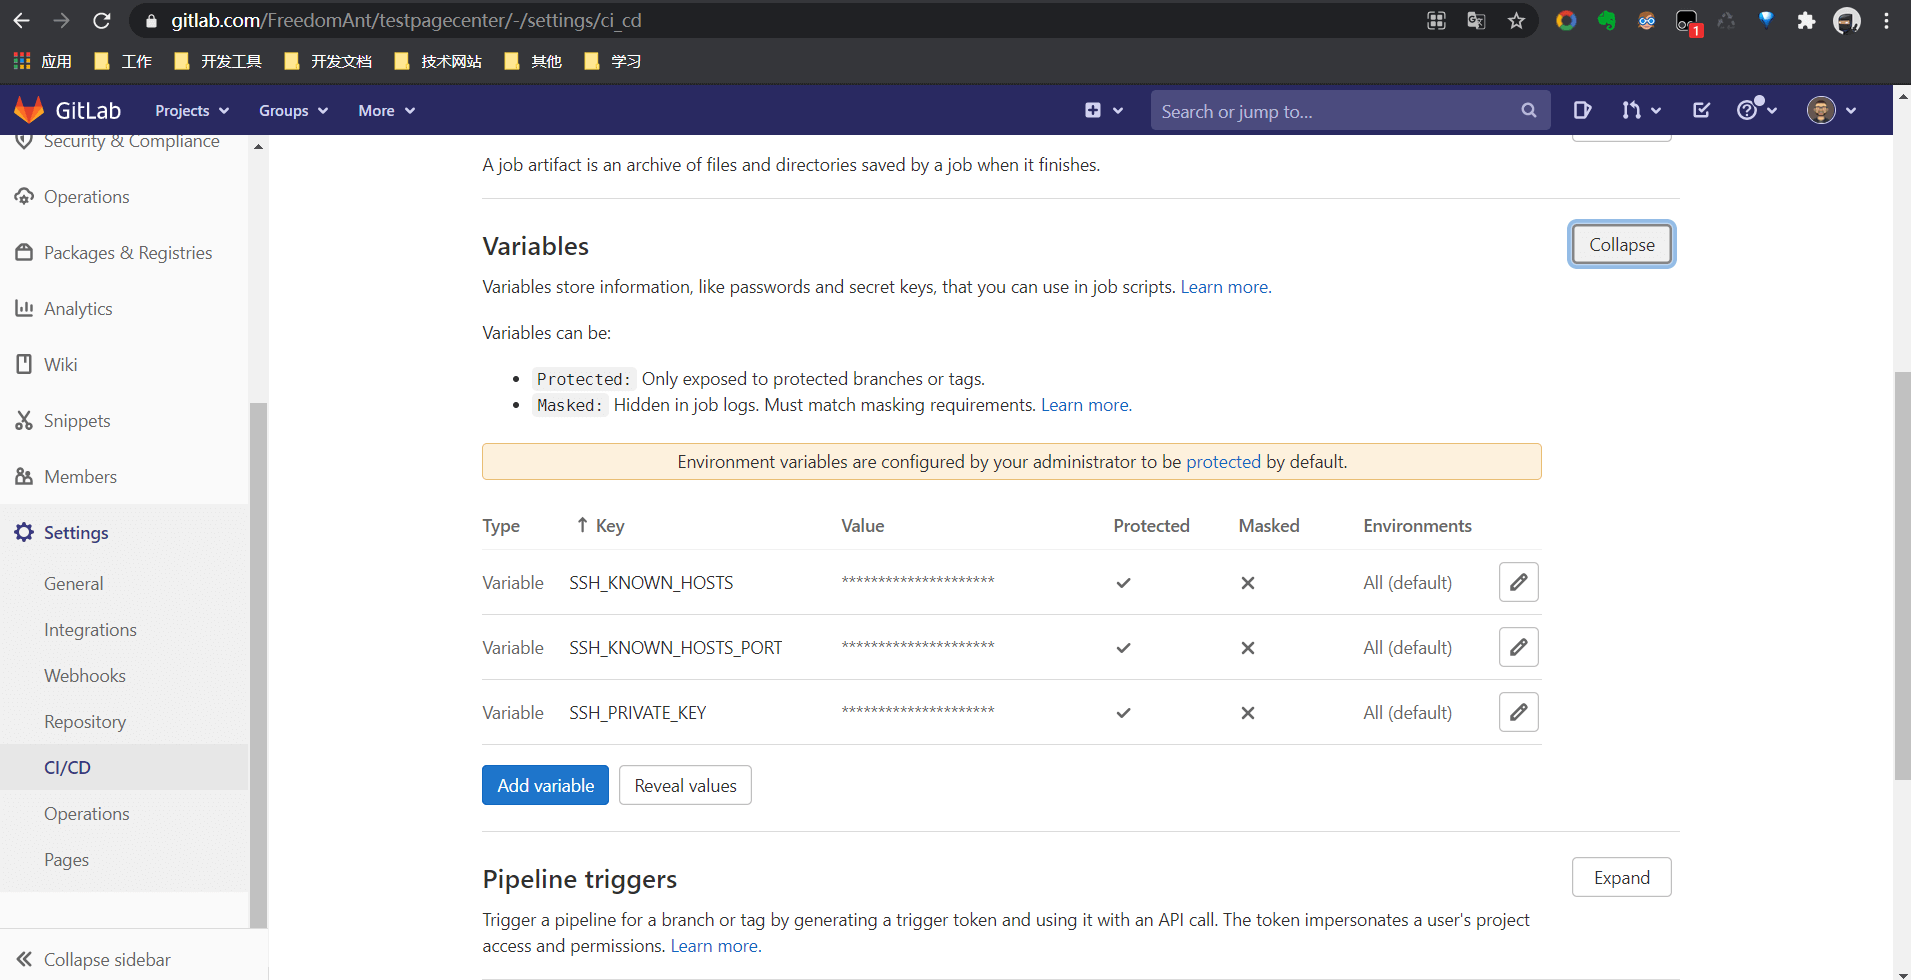 gitlab.com/FreedomAnt/testpagecenter/-/settings/ci_cd
1
应用 工作 开发工具 开发文档 技术网站 其他 学习
GitLab Projects Groups More Search or jump to...
Security & Compliance
Operations
Packages & Registries
Analytics
Wiki
Snippets
Members
Settings
General
Integrations
Webhooks
Repository
CI/CD
Operations
Pages
Collapse sidebar
A job artifact is an archive of files and directories saved by a job when it finishes.
Variables Collapse
Variables store information, like passwords and secret keys, that you can use in job scripts. Learn more.
Variables can be:
• Protected: Only exposed to protected branches or tags.
• Masked: Hidden in job logs. Must match masking requirements. Learn more.
Environment variables are configured by your administrator to be protected by default.
Type ↑ Key Value Protected Masked Environments
Variable SSH_KNOWN_HOSTS ********************* ✓ ✕ All (default)
Variable SSH_KNOWN_HOSTS_PORT ********************* ✓ ✕ All (default)
Variable SSH_PRIVATE_KEY ********************* ✓ ✕ All (default)
Add variable Reveal values
Pipeline triggers Expand
Trigger a pipeline for a branch or tag by generating a trigger token and using it with an API call. The token impersonates a user's project
access and permissions. Learn more.